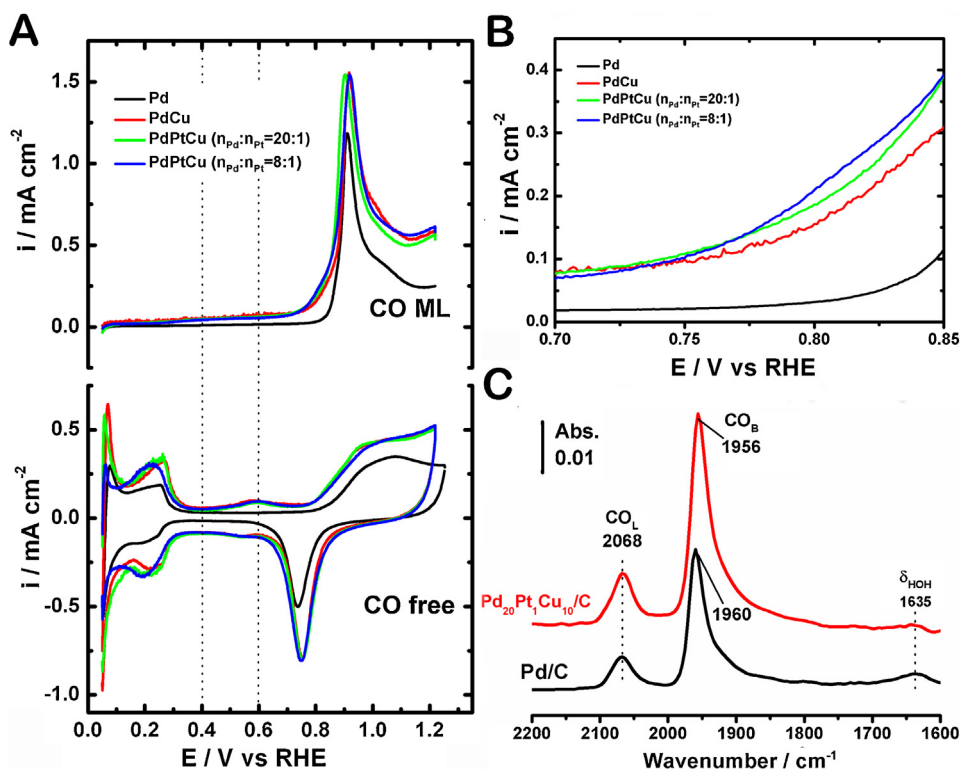 A
i / mA cm⁻²
1.5
1.0
0.5
0.0
Pd
PdCu
PdPtCu (nPd:nPt=20:1)
PdPtCu (nPd:nPt=8:1)
CO ML
i / mA cm⁻²
0.5
0.0
-0.5
-1.0
CO free
0.0 0.2 0.4 0.6 0.8 1.0 1.2
E / V vs RHE
B
i / mA cm⁻²
0.4
0.3
0.2
0.1
0.0
Pd
PdCu
PdPtCu (nPd:nPt=20:1)
PdPtCu (nPd:nPt=8:1)
0.70 0.75 0.80 0.85
E / V vs RHE
C
Abs.
0.01
COB
1956
COL
2068
1960
δHOH
1635
Pd20Pt1Cu10/C
Pd/C
2200 2100 2000 1900 1800 1700 1600
Wavenumber / cm⁻¹